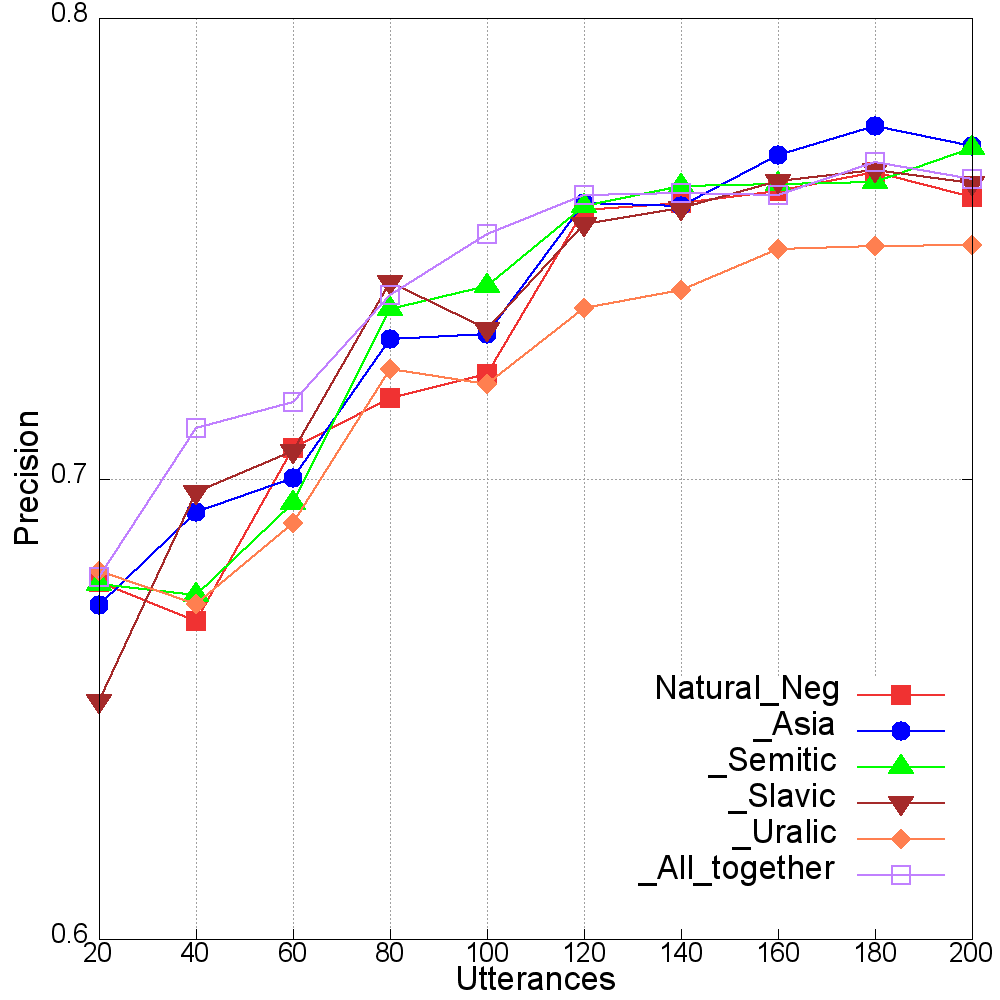 0.8
0.7
0.6
Precision
Natural_Neg
_Asia
_Semitic
_Slavic
_Uralic
_All_together
20 40 60 80 100 120 140 160 180 200
Utterances